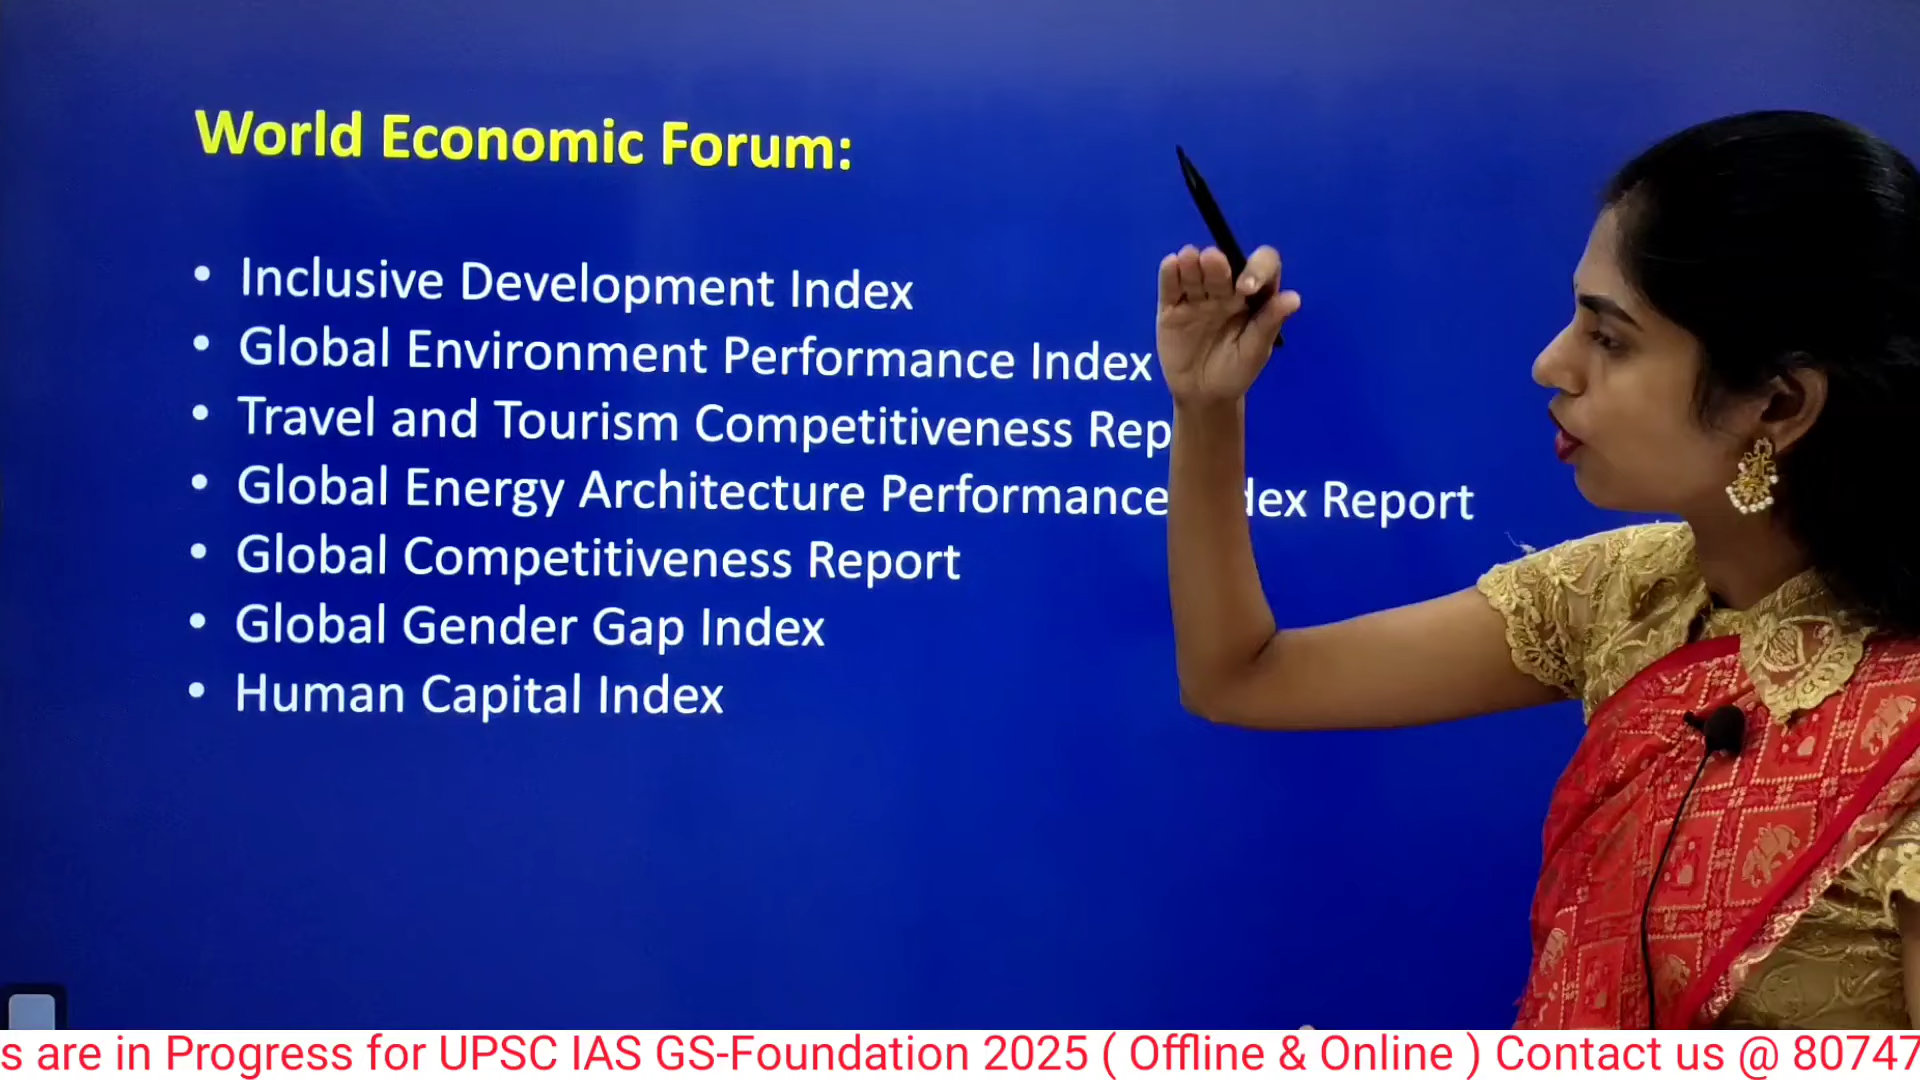 World Economic Forum:
• Inclusive Development Index
• Global Environment Performance Index
• Travel and Tourism Competitiveness Rep
• Global Energy Architecture Performance dex Report
• Global Competitiveness Report
• Global Gender Gap Index
• Human Capital Index
s are in Progress for UPSC IAS GS-Foundation 2025 ( Offline & Online ) Contact us @ 80747